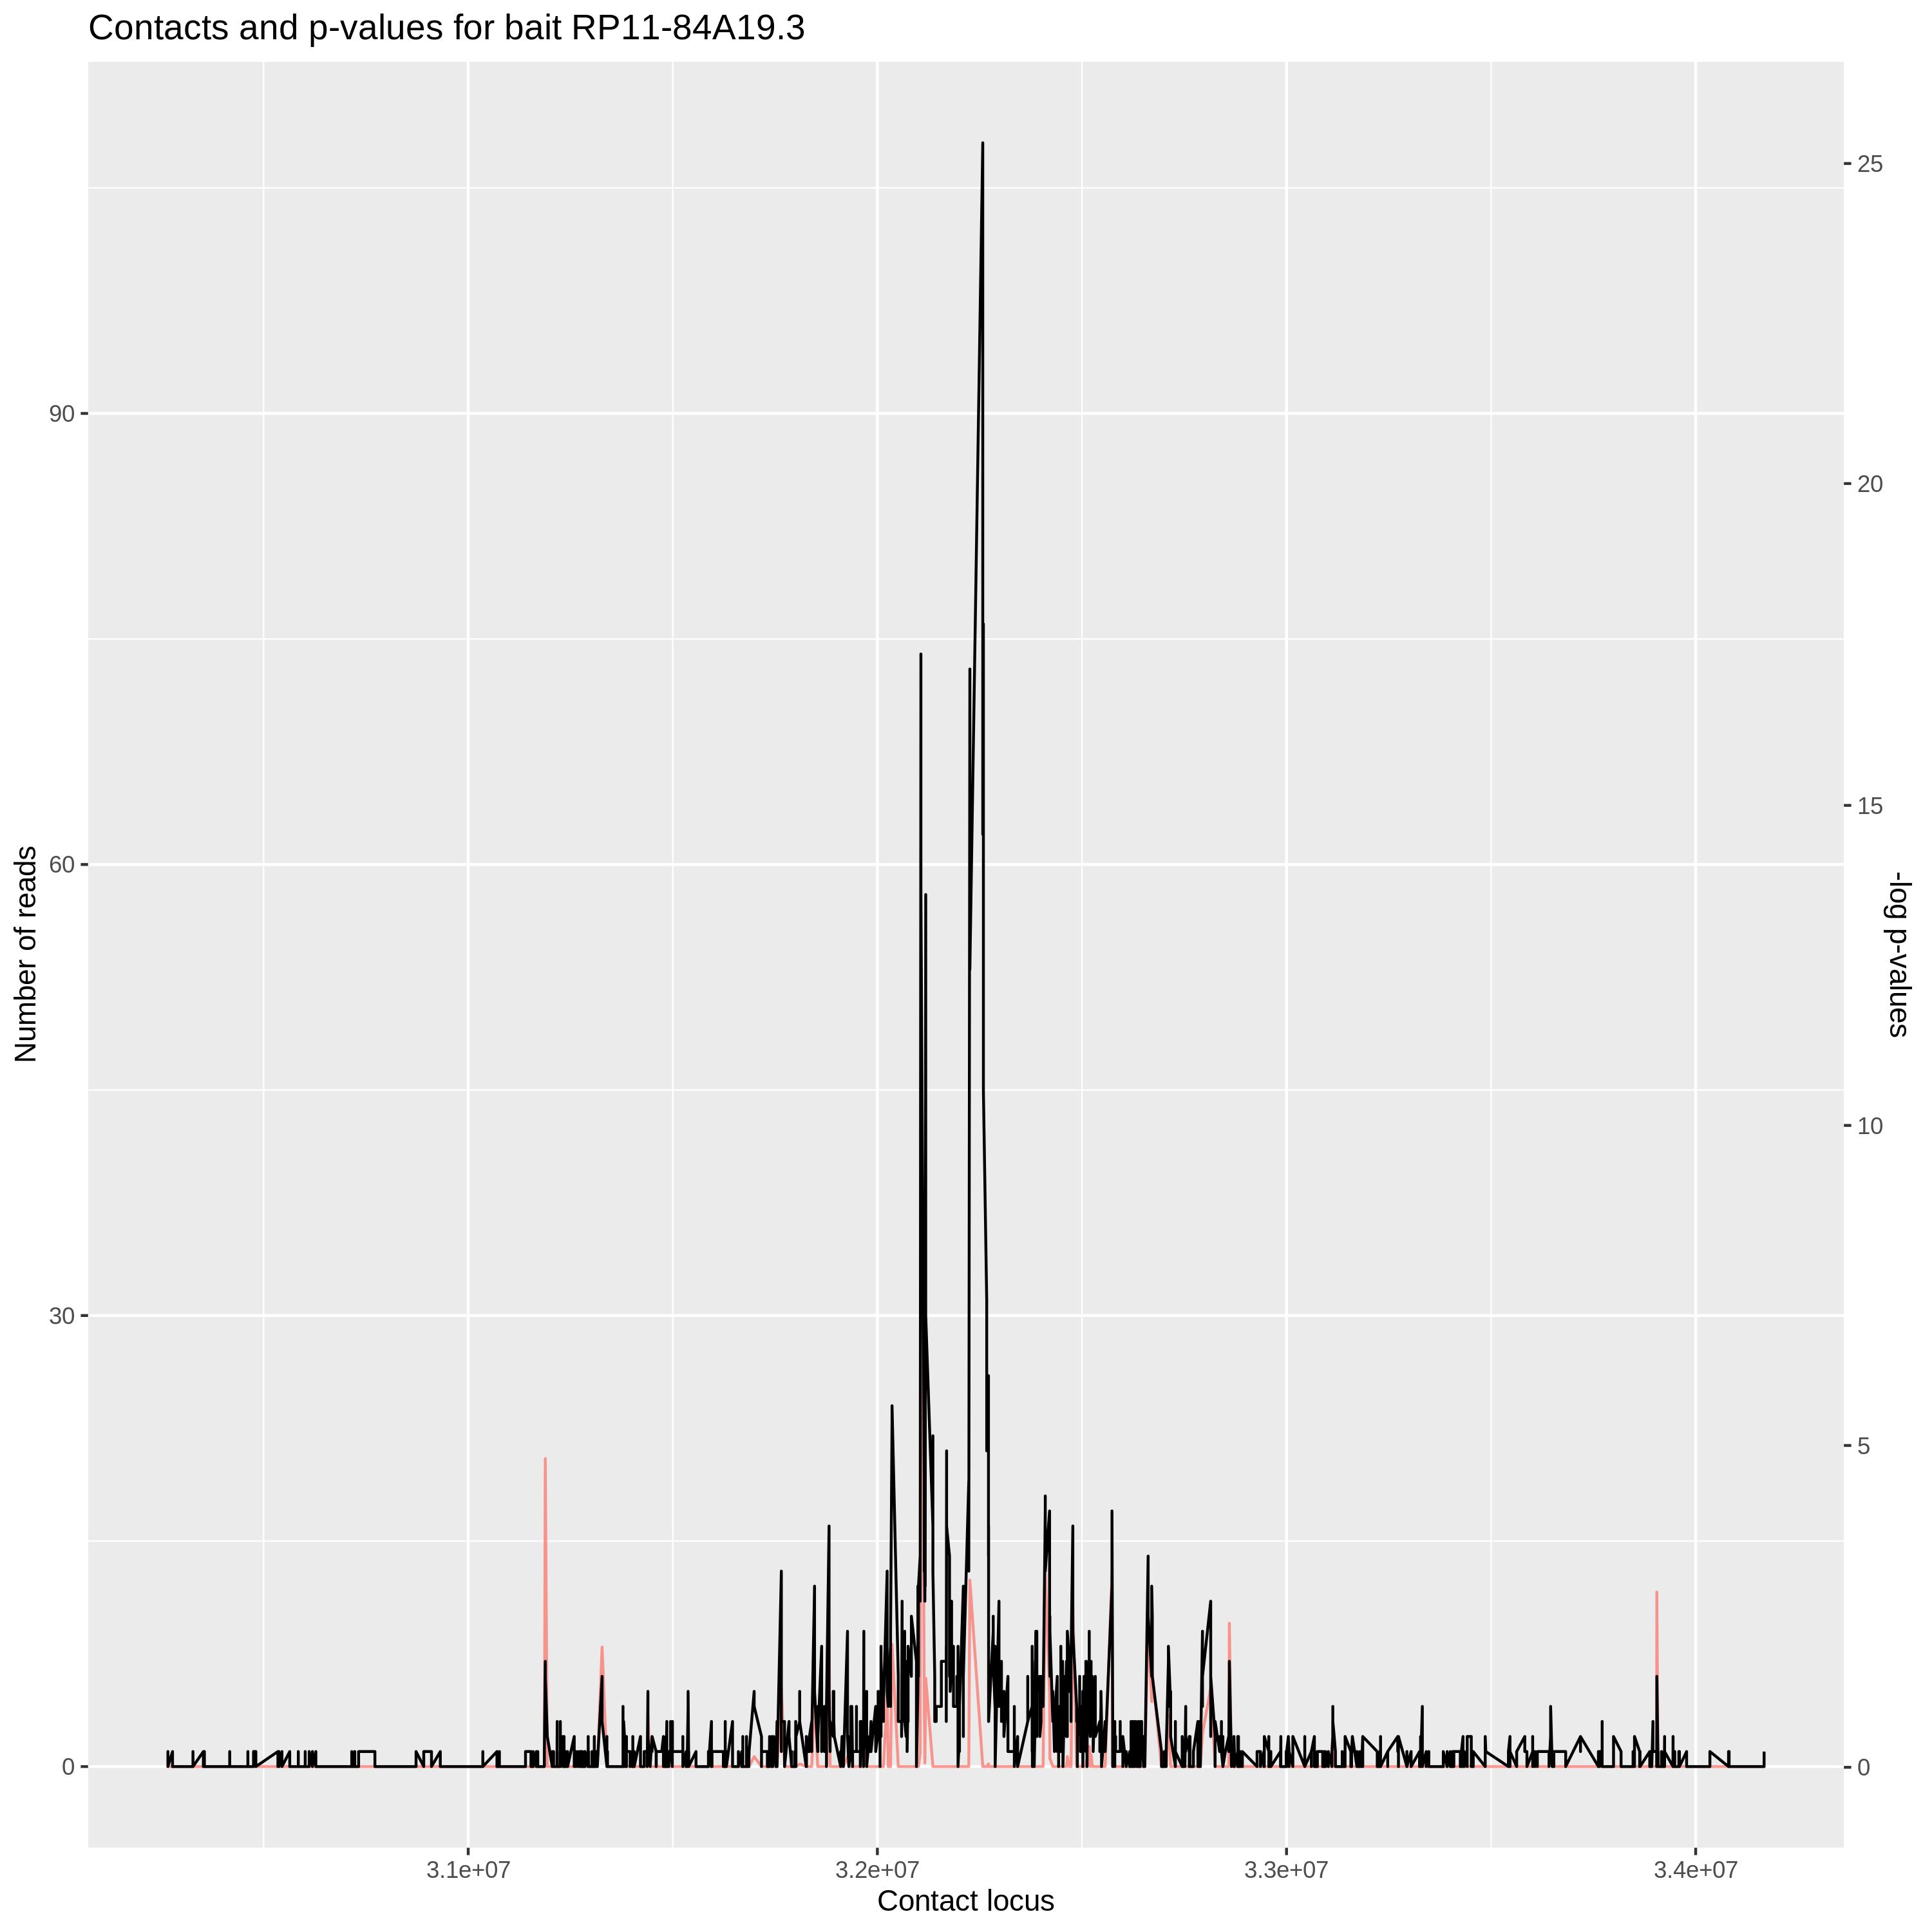 Contacts and p-values for bait RP11-84A19.3
Number of reads
90
60
30
0
25
20
15
10
5
0
-log p-values
3.1e+07
3.2e+07
3.3e+07
3.4e+07
Contact locus